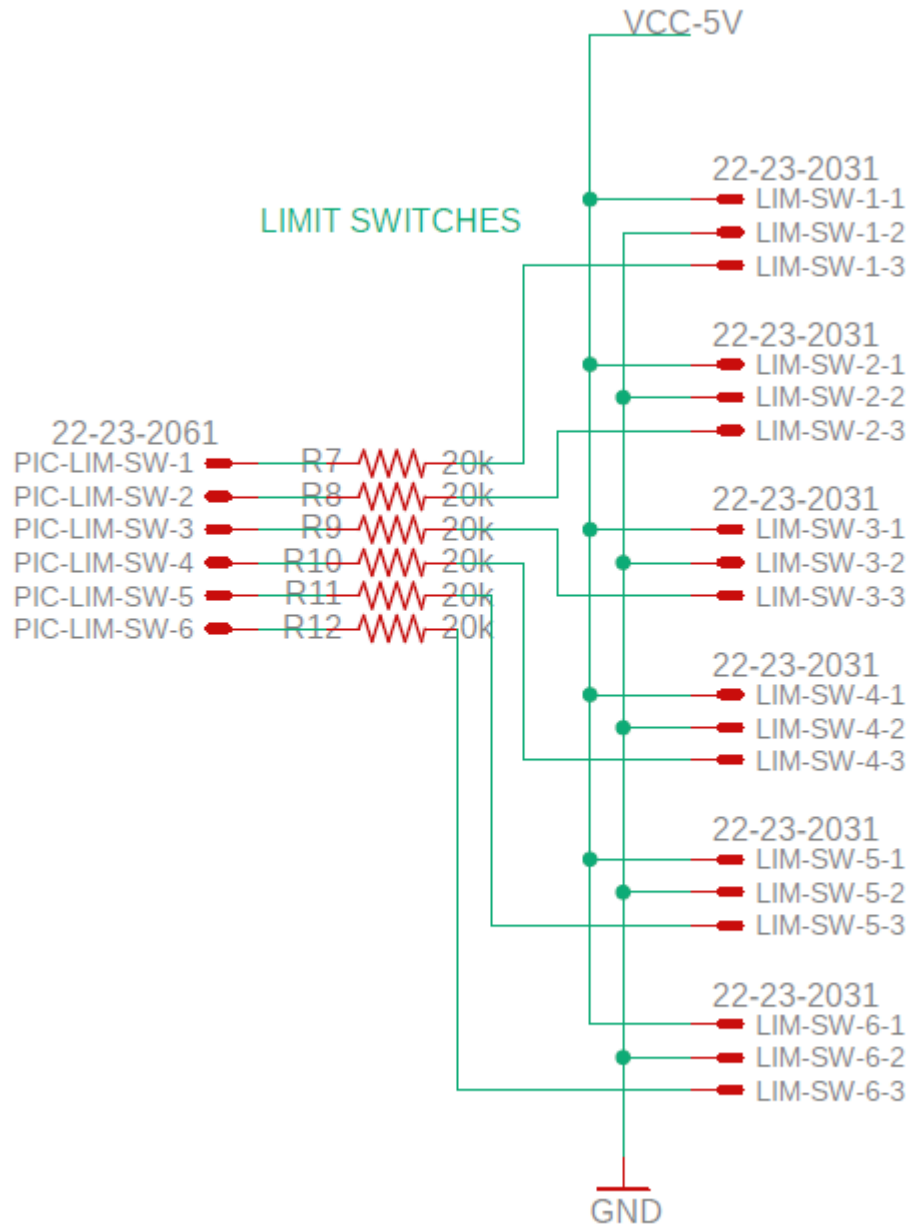 VCC-5V
LIMIT SWITCHES
22-23-2031
LIM-SW-1-1
LIM-SW-1-2
LIM-SW-1-3
22-23-2031
LIM-SW-2-1
LIM-SW-2-2
LIM-SW-2-3
22-23-2061
PIC-LIM-SW-1 R7 20k
PIC-LIM-SW-2 R8 20k
PIC-LIM-SW-3 R9 20k
PIC-LIM-SW-4 R10 20k
PIC-LIM-SW-5 R11 20k
PIC-LIM-SW-6 R12 20k
22-23-2031
LIM-SW-3-1
LIM-SW-3-2
LIM-SW-3-3
22-23-2031
LIM-SW-4-1
LIM-SW-4-2
LIM-SW-4-3
22-23-2031
LIM-SW-5-1
LIM-SW-5-2
LIM-SW-5-3
22-23-2031
LIM-SW-6-1
LIM-SW-6-2
LIM-SW-6-3
GND